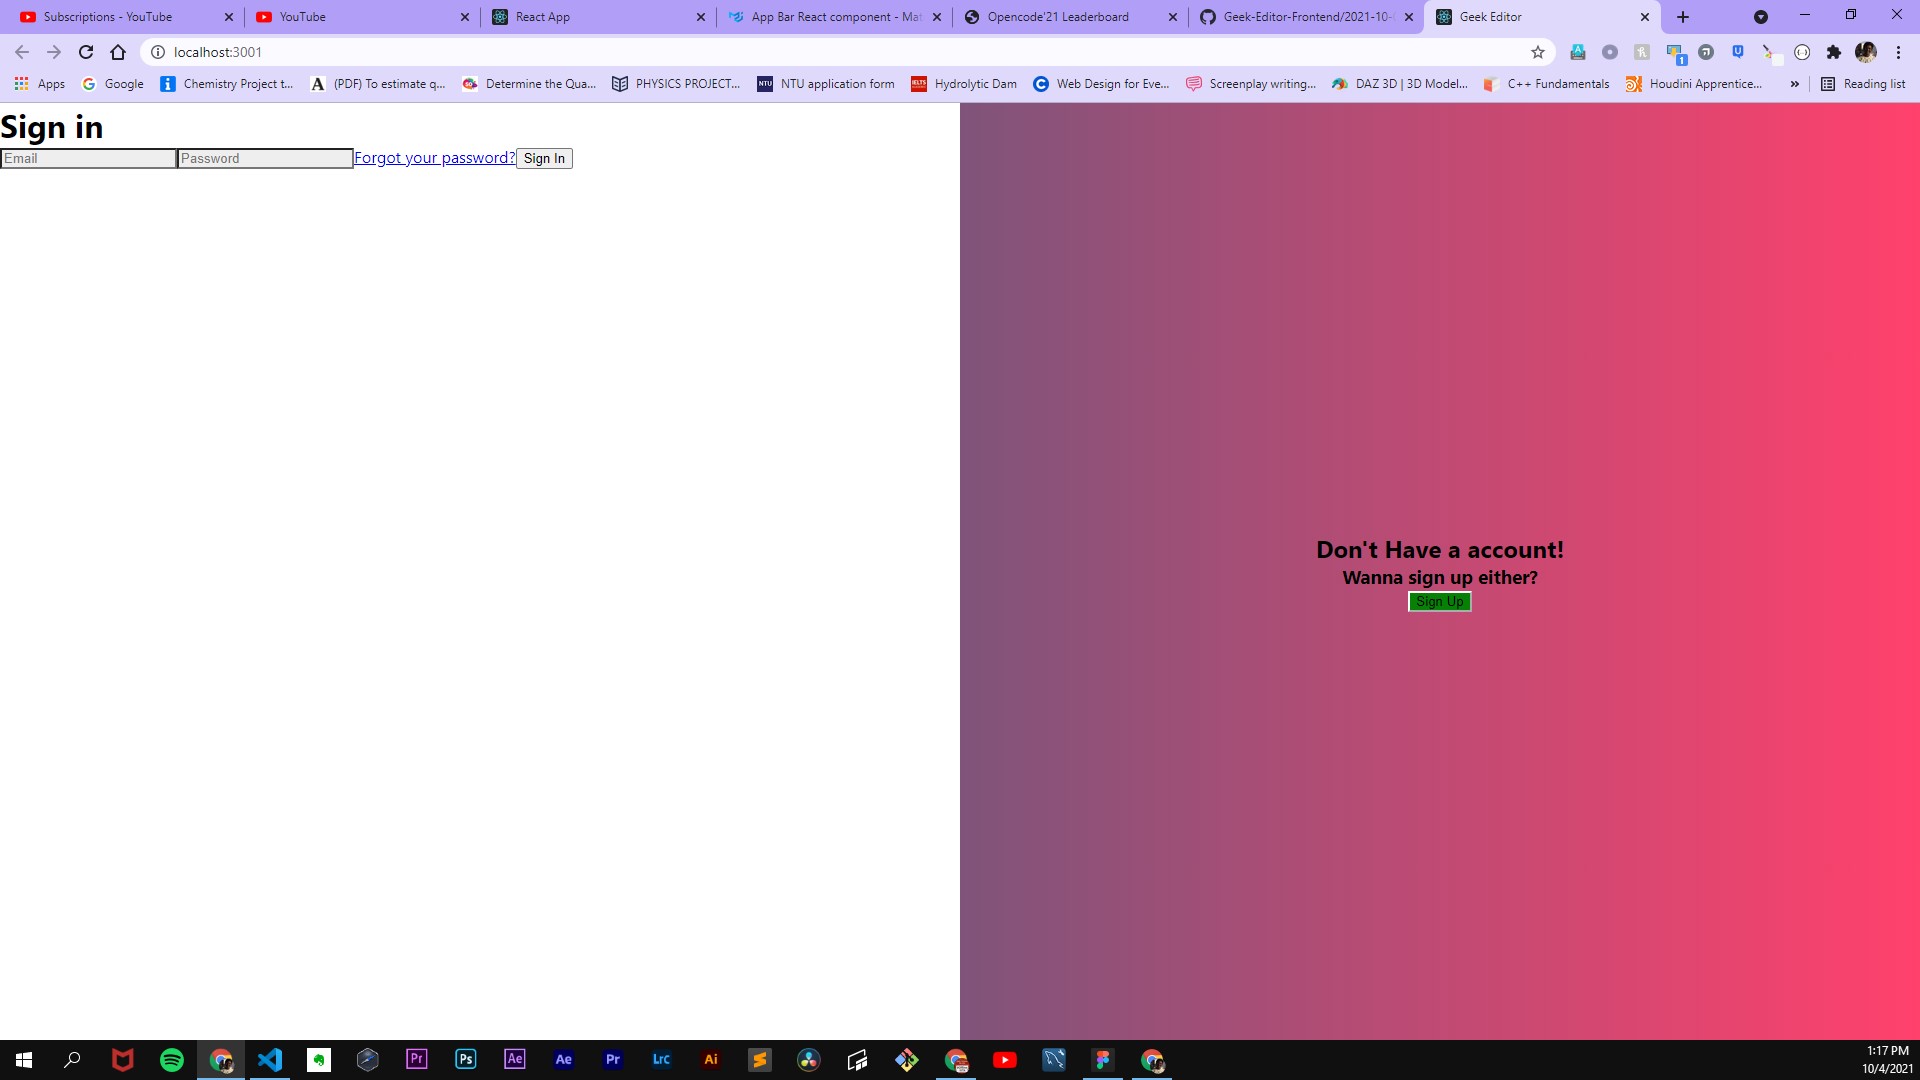 Subscriptions - YouTube
YouTube
React App
App Bar React component - Mat
Opencode'21 Leaderboard
Geek-Editor-Frontend/2021-10-
Geek Editor
localhost:3001
1
Apps
Google
Chemistry Project t...
(PDF) To estimate q...
Determine the Qua...
PHYSICS PROJECT...
NTU
NTU application form
IELTS
Hydrolytic Dam
Web Design for Eve...
Screenplay writing...
DAZ 3D | 3D Model...
C++ Fundamentals
Houdini Apprentice...
»
Reading list
Sign in
Email
Password
Forgot your password?
Sign In
Don't Have a account!
Wanna sign up either?
Sign Up
Pr
Ps
Ae
Ae
Pr
Lrc
Ai
1:17 PM
10/4/2021